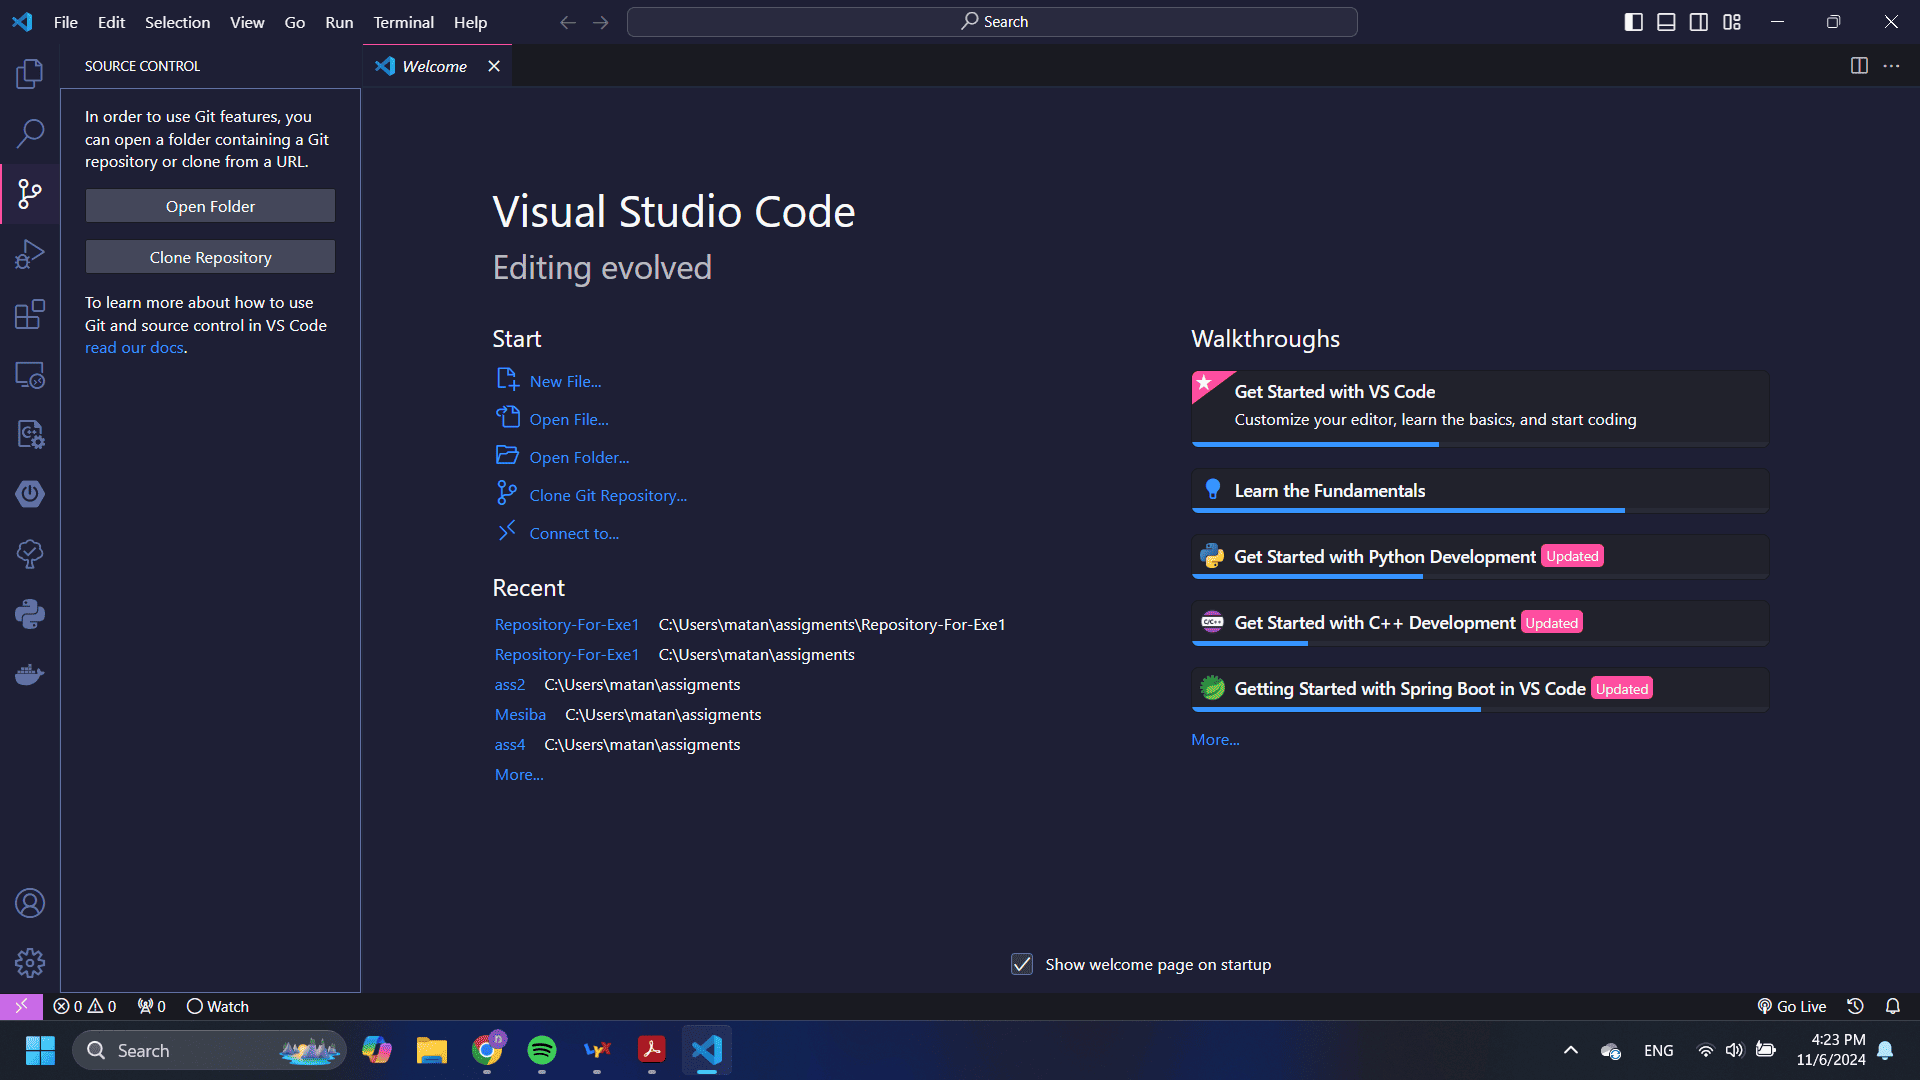 File Edit Selection View Go Run Terminal Help
Search
SOURCE CONTROL
Welcome
In order to use Git features, you
can open a folder containing a Git
repository or clone from a URL.
Open Folder
Clone Repository
To learn more about how to use
Git and source control in VS Code
read our docs.
Visual Studio Code
Editing evolved
Start
New File...
Open File...
Open Folder...
Clone Git Repository...
Connect to...
Recent
Repository-For-Exe1 C:\Users\matan\assigments\Repository-For-Exe1
Repository-For-Exe1 C:\Users\matan\assigments
ass2 C:\Users\matan\assigments
Mesiba C:\Users\matan\assigments
ass4 C:\Users\matan\assigments
More...
Walkthroughs
Get Started with VS Code
Customize your editor, learn the basics, and start coding
Learn the Fundamentals
Get Started with Python Development Updated
C/C++ Get Started with C++ Development Updated
Getting Started with Spring Boot in VS Code Updated
More...
Show welcome page on startup
0 0 0 Watch
Go Live
Search
n
ENG
4:23 PM
11/6/2024